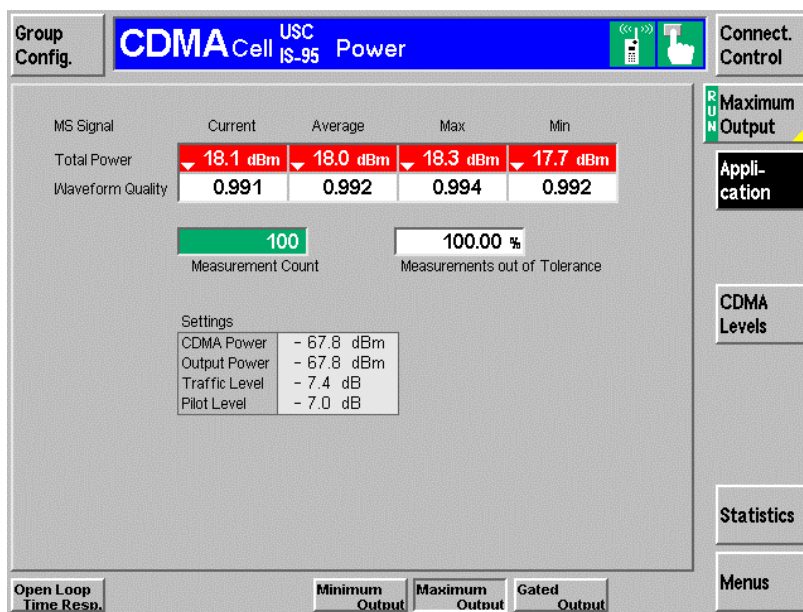 Group
Config.
CDMA Cell USC
IS-95 Power
Connect.
Control
MS Signal Current Average Max Min
Total Power 18.1 dBm 18.0 dBm 18.3 dBm 17.7 dBm
Waveform Quality 0.991 0.992 0.994 0.992
100 100.00 %
Measurement Count Measurements out of Tolerance
Settings
CDMA Power - 67.8 dBm
Output Power - 67.8 dBm
Traffic Level - 7.4 dB
Pilot Level - 7.0 dB
RUN
Maximum
Output
Appli-
cation
CDMA
Levels
Statistics
Menus
Open Loop
Time Resp.
Minimum
Output
Maximum
Output
Gated
Output